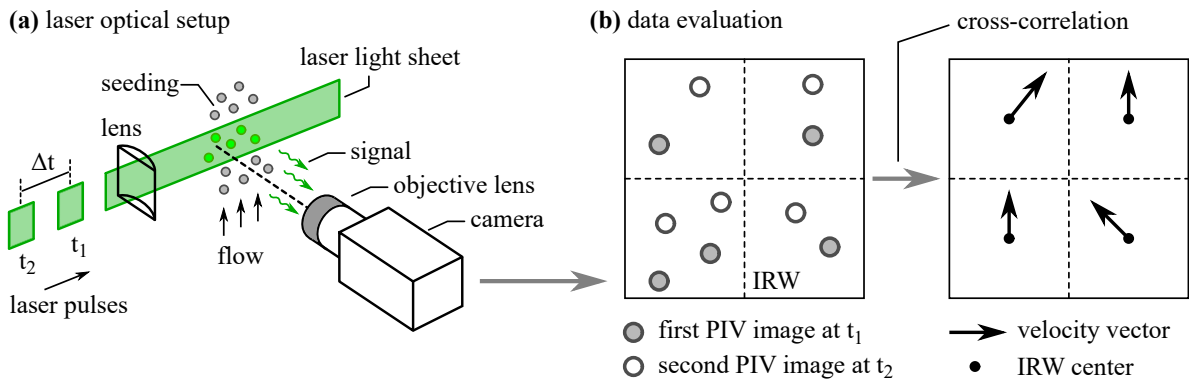 (a) laser optical setup
laser light sheet
seeding
lens
signal
Δt
objective lens
camera
t1
t2
flow
laser pulses
(b) data evaluation
cross-correlation
IRW
first PIV image at t1
second PIV image at t2
velocity vector
IRW center